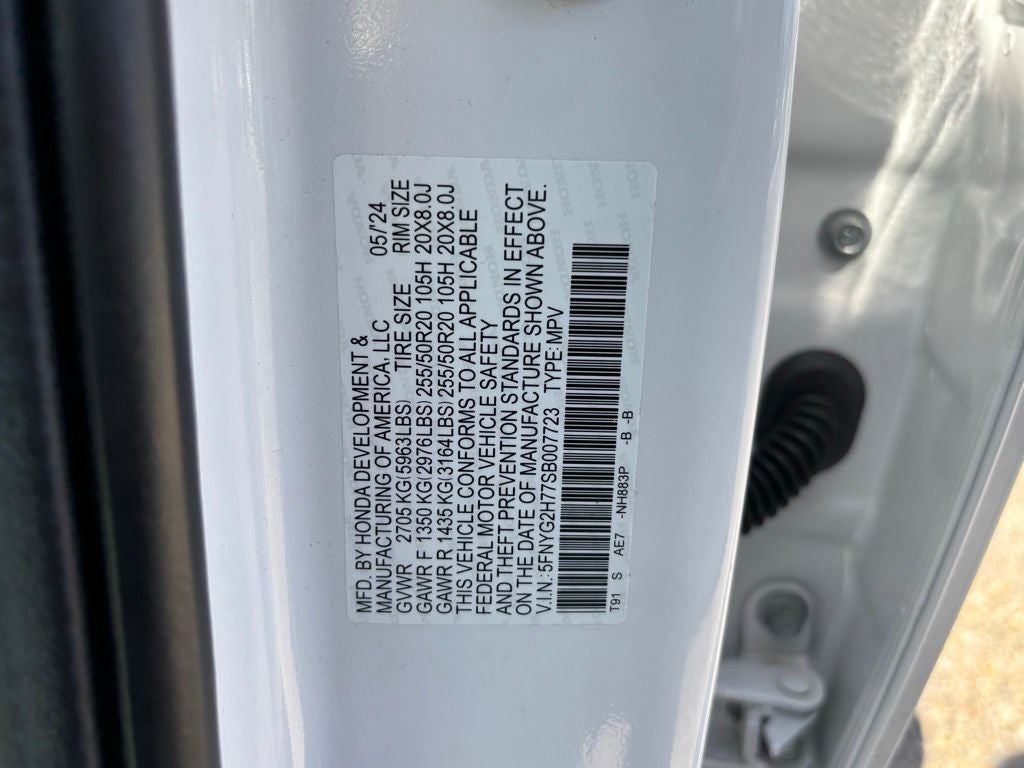 MFD. BY HONDA DEVELOPMENT &
MANUFACTURING OF AMERICA, LLC 05/'24
GVWR 2705 KG(5963LBS) TIRE SIZE RIM SIZE
GAWR F 1350 KG(2976LBS) 255/50R20 105H 20X8.0J
GAWR R 1435 KG(3164LBS) 255/50R20 105H 20X8.0J
THIS VEHICLE CONFORMS TO ALL APPLICABLE
FEDERAL MOTOR VEHICLE SAFETY
AND THEFT PREVENTION STANDARDS IN EFFECT
ON THE DATE OF MANUFACTURE SHOWN ABOVE.
V.I.N.:5FNYG2H77SB007723 TYPE:MPV
T91 S AE7 -NH883P -B -B